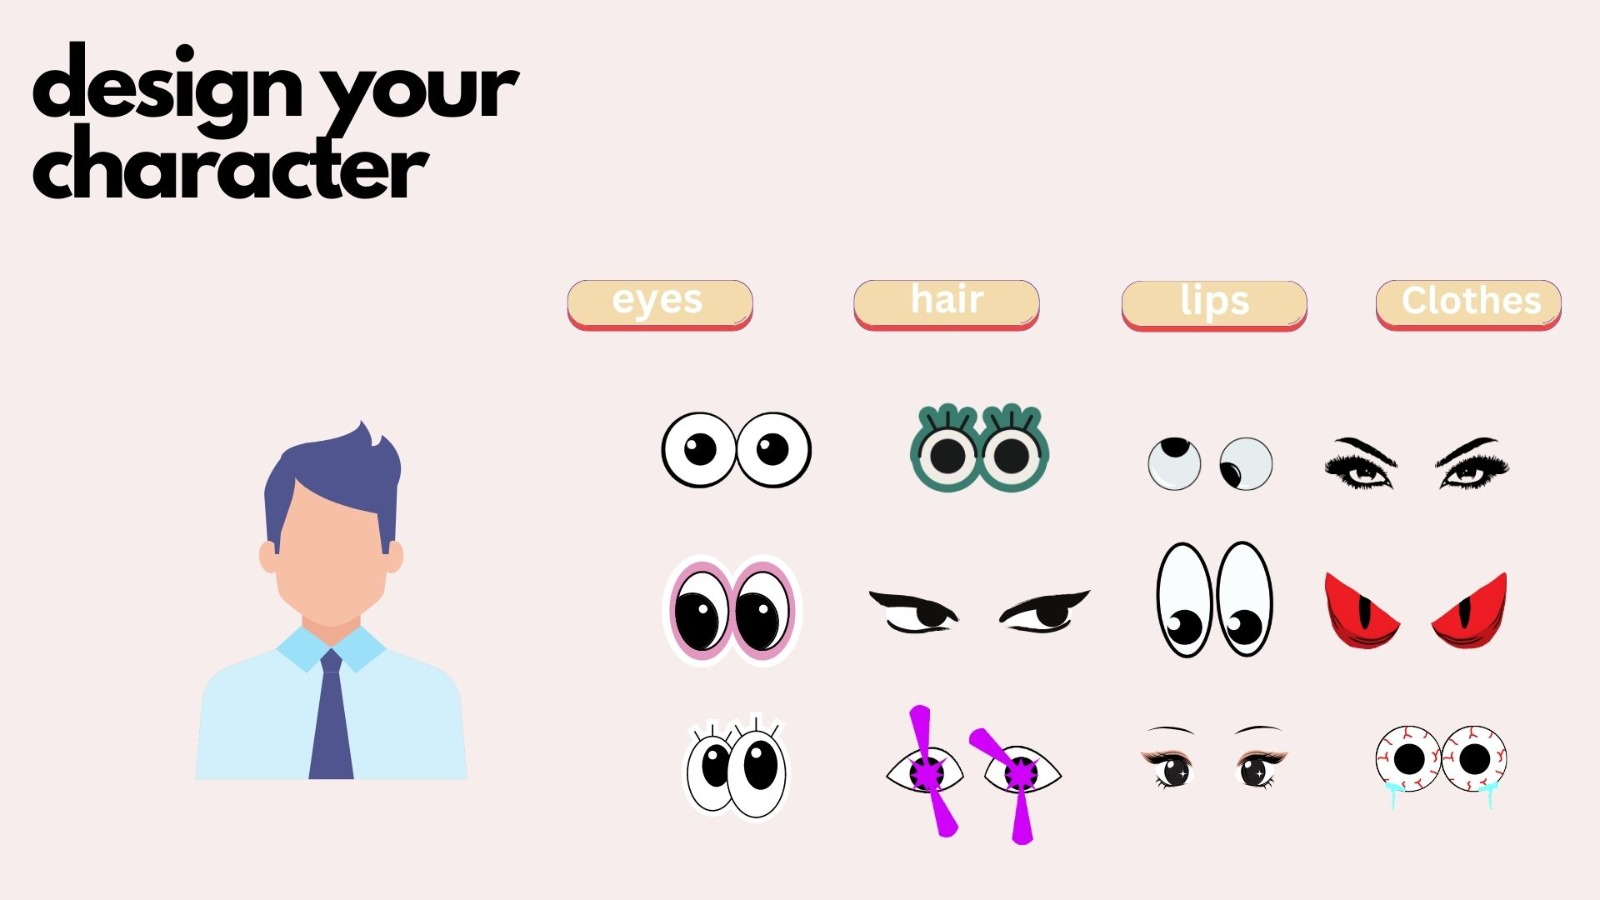 design your
character
eyes
hair
lips
Clothes